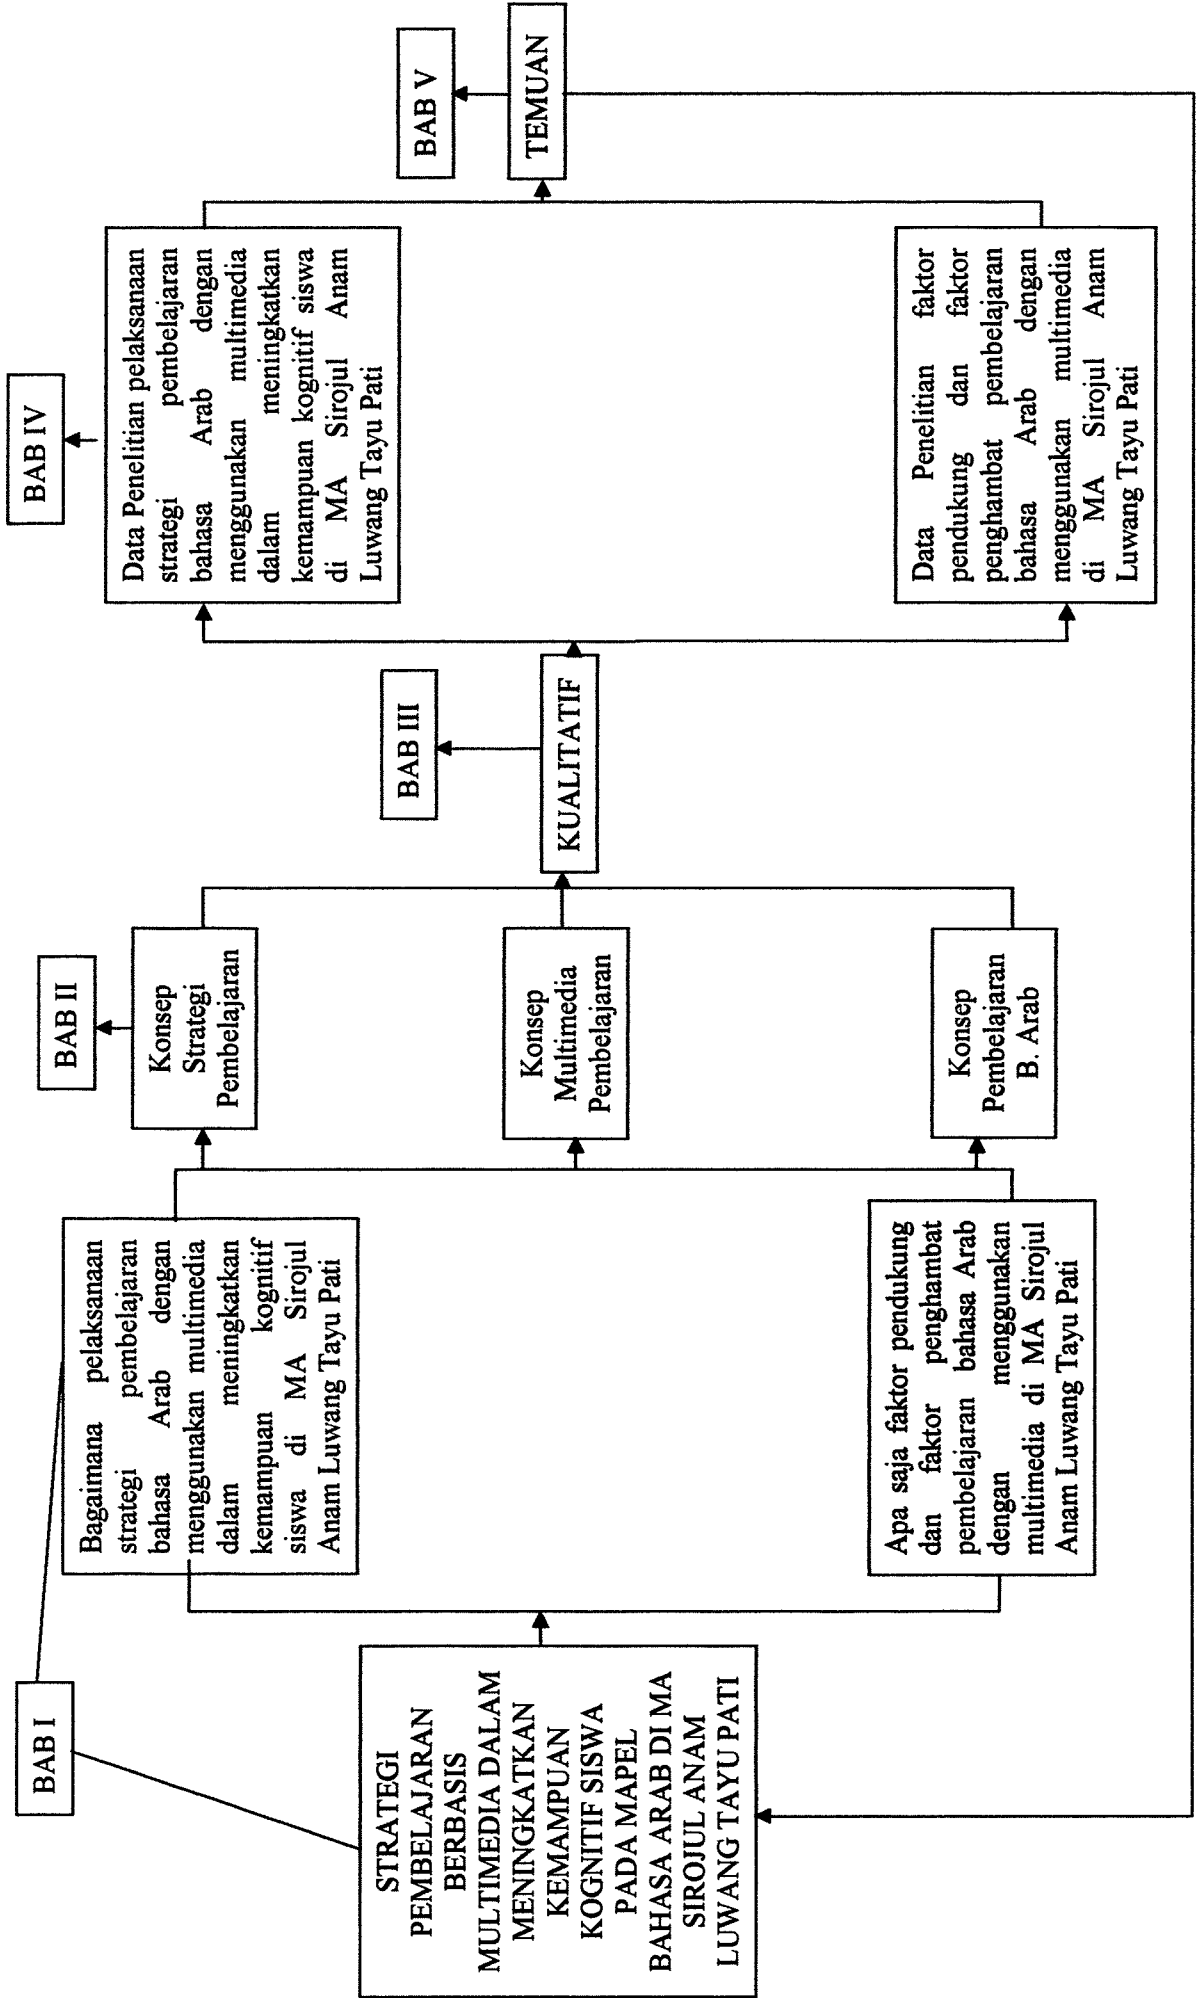 BAB I
STRATEGI
PEMBELAJARAN
BERBASIS
MULTIMEDIA DALAM
MENINGKATKAN
KEMAMPUAN
KOGNITIF SISWA
PADA MAPEL
BAHASA ARAB DI MA
SIROJUL ANAM
LUWANG TAYU PATI
Bagaimana pelaksanaan
strategi pembelajaran
bahasa Arab dengan
menggunakan multimedia
dalam meningkatkan
kemampuan kognitif
siswa di MA Sirojul
Anam Luwang Tayu Pati
Apa saja faktor pendukung
dan faktor penghambat
pembelajaran bahasa Arab
dengan menggunakan
multimedia di MA Sirojul
Anam Luwang Tayu Pati
BAB II
Konsep
Strategi
Pembelajaran
Konsep
Multimedia
Pembelajaran
Konsep
Pembelajaran
B. Arab
BAB III
KUALITATIF
BAB IV
Data Penelitian pelaksanaan
strategi pembelajaran
bahasa Arab dengan
menggunakan multimedia
dalam meningkatkan
kemampuan kognitif siswa
di MA Sirojul Anam
Luwang Tayu Pati
Data Penelitian faktor
pendukung dan faktor
penghambat pembelajaran
bahasa Arab dengan
menggunakan multimedia
di MA Sirojul Anam
Luwang Tayu Pati
BAB V
TEMUAN